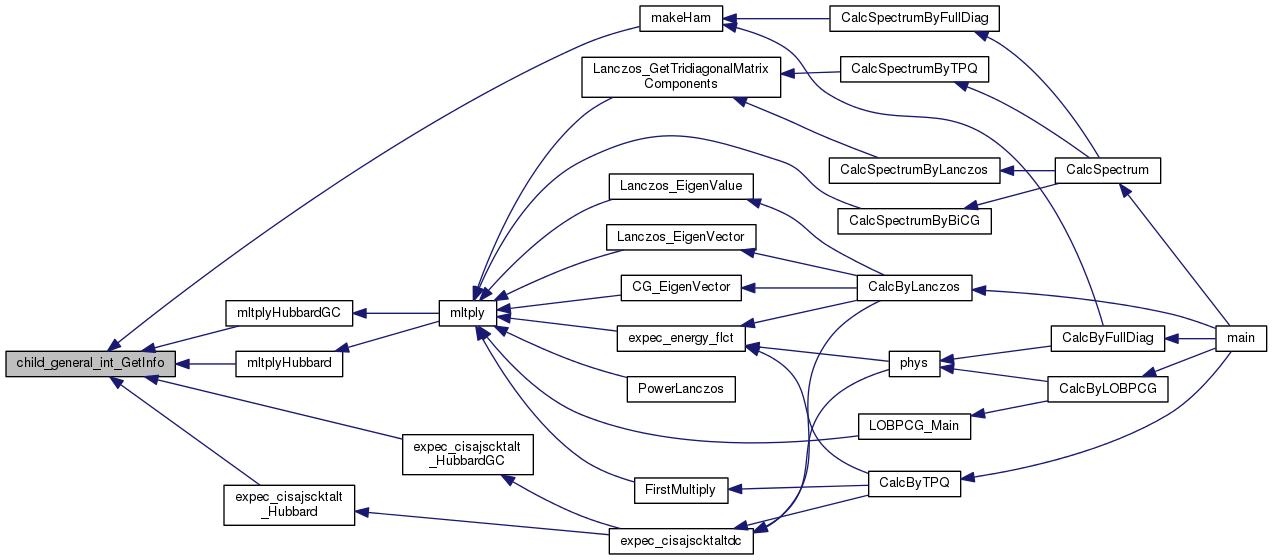 child_general_int_GetInfo
mltplyHubbardGC
mltplyHubbard
expec_cisajscktalt
_HubbardGC
expec_cisajscktalt
_Hubbard
mltply
makeHam
Lanczos_GetTridiagonalMatrix
Components
Lanczos_EigenValue
Lanczos_EigenVector
CG_EigenVector
expec_energy_flct
PowerLanczos
FirstMultiply
expec_cisajscktaltdc
CalcSpectrumByFullDiag
CalcSpectrumByTPQ
CalcSpectrumByLanczos
CalcSpectrumByBiCG
CalcByLanczos
phys
LOBPCG_Main
CalcByTPQ
CalcSpectrum
CalcByFullDiag
CalcByLOBPCG
main